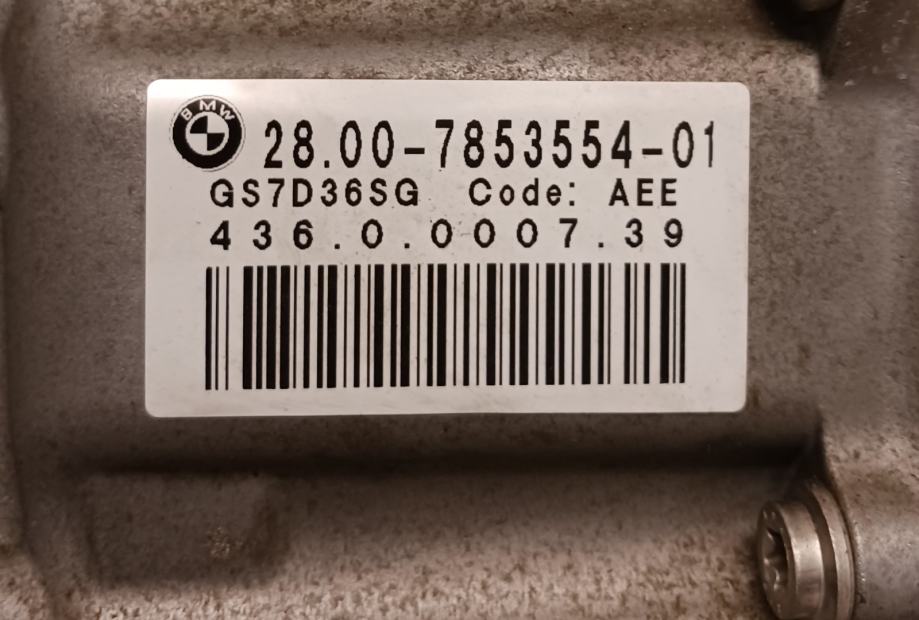 BMW
28.00-7853554-01
GS7D36SG Code: AEE
436.0.0007.39